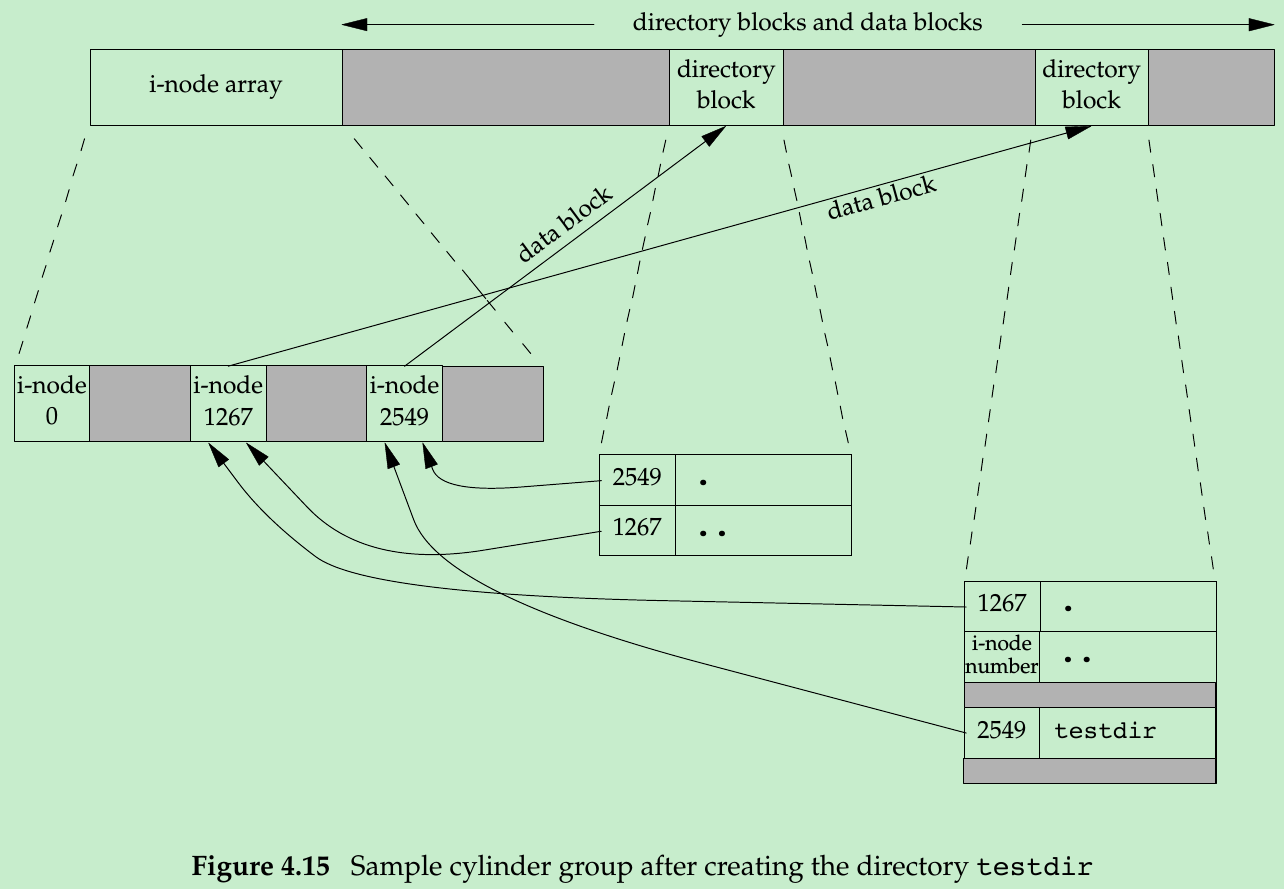 directory blocks and data blocks
i-node array
directory
block
directory
block
data block
data block
i-node
0
i-node
1267
i-node
2549
2549 .
1267 ..
1267 .
i-node
number ..
2549 testdir
Figure 4.15 Sample cylinder group after creating the directory testdir